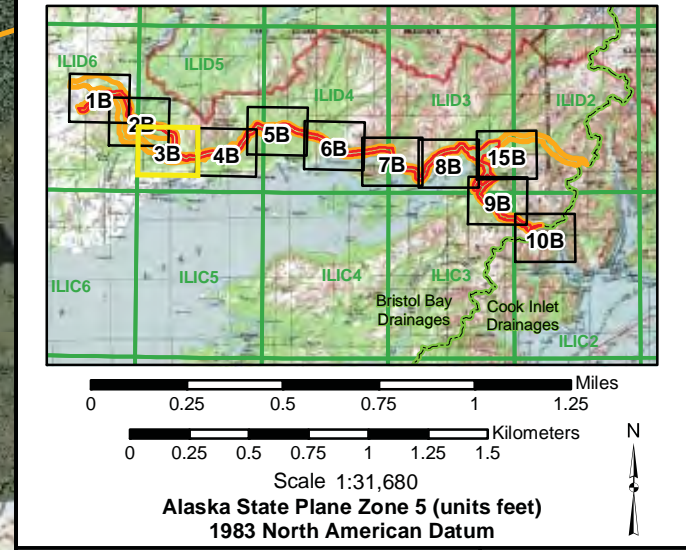 ILID6
ILID5
ILID4
ILID3
ILID2
1B
2B
3B
4B
5B
6B
7B
8B
15B
9B
10B
ILIC6
ILIC5
ILIC4
ILIC3
ILIC2
Bristol Bay
Drainages
Cook Inlet
Drainages
Miles
0 0.25 0.5 0.75 1 1.25
Kilometers
0 0.25 0.5 0.75 1 1.25 1.5
N
Scale 1:31,680
Alaska State Plane Zone 5 (units feet)
1983 North American Datum